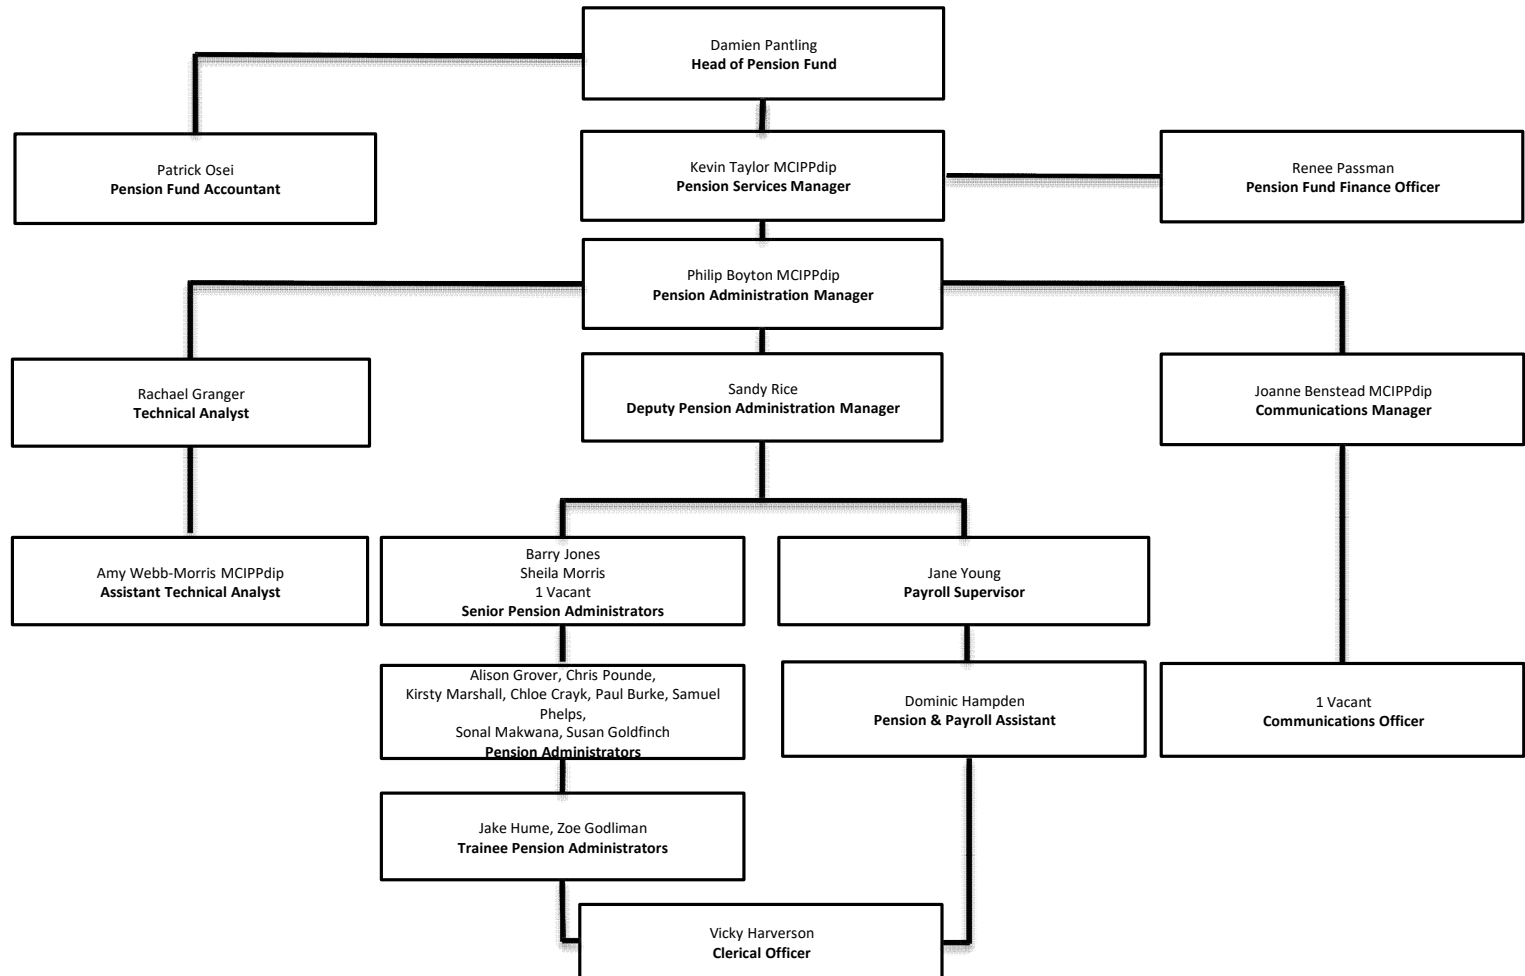 Damien Pantling
Head of Pension Fund
Patrick Osei
Pension Fund Accountant
Kevin Taylor MCIPPdip
Pension Services Manager
Renee Passman
Pension Fund Finance Officer
Philip Boyton MCIPPdip
Pension Administration Manager
Rachael Granger
Technical Analyst
Sandy Rice
Deputy Pension Administration Manager
Joanne Benstead MCIPPdip
Communications Manager
Amy Webb-Morris MCIPPdip
Assistant Technical Analyst
Barry Jones
Sheila Morris
1 Vacant
Senior Pension Administrators
Jane Young
Payroll Supervisor
Alison Grover, Chris Pounde,
Kirsty Marshall, Chloe Crayk, Paul Burke, Samuel
Phelps,
Sonal Makwana, Susan Goldfinch
Pension Administrators
Dominic Hampden
Pension & Payroll Assistant
1 Vacant
Communications Officer
Jake Hume, Zoe Godliman
Trainee Pension Administrators
Vicky Harverson
Clerical Officer